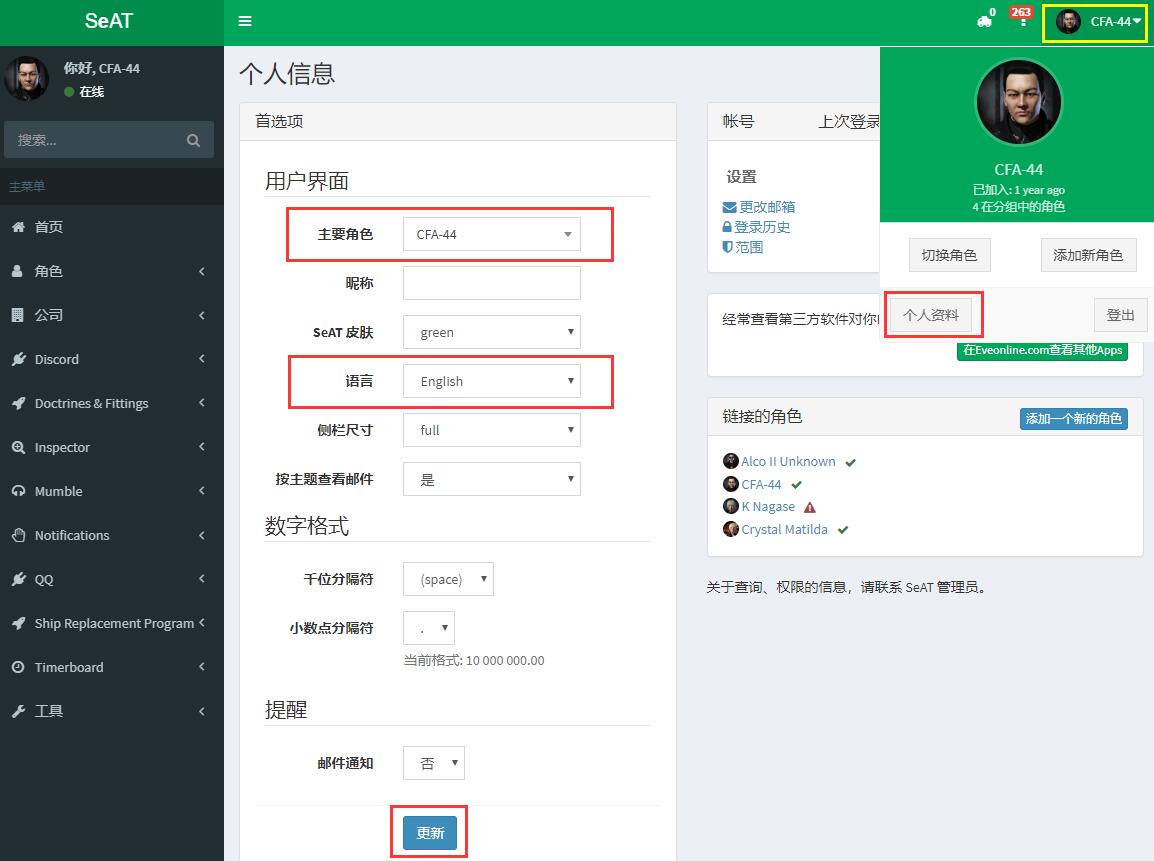 SeAT
0
263
CFA-44
你好, CFA-44
在线
搜索...
主菜单
首页
角色
公司
Discord
Doctrines & Fittings
Inspector
Mumble
Notifications
QQ
Ship Replacement Program
Timerboard
工具
个人信息
首选项
用户界面
主要角色
CFA-44
昵称
SeAT 皮肤
green
语言
English
侧栏尺寸
full
按主题查看邮件
是
数字格式
千位分隔符
(space)
小数点分隔符
.
当前格式: 10 000 000.00
提醒
邮件通知
否
更新
帐号
上次登录
设置
更改邮箱
登录历史
范围
经常查看第三方软件对你
在Eveonline.com查看其他Apps
链接的角色
添加一个新的角色
Alco II Unknown
CFA-44
K Nagase
Crystal Matilda
关于查询、权限的信息，请联系 SeAT 管理员。
CFA-44
已加入: 1 year ago
4 在分组中的角色
切换角色
添加新角色
个人资料
登出